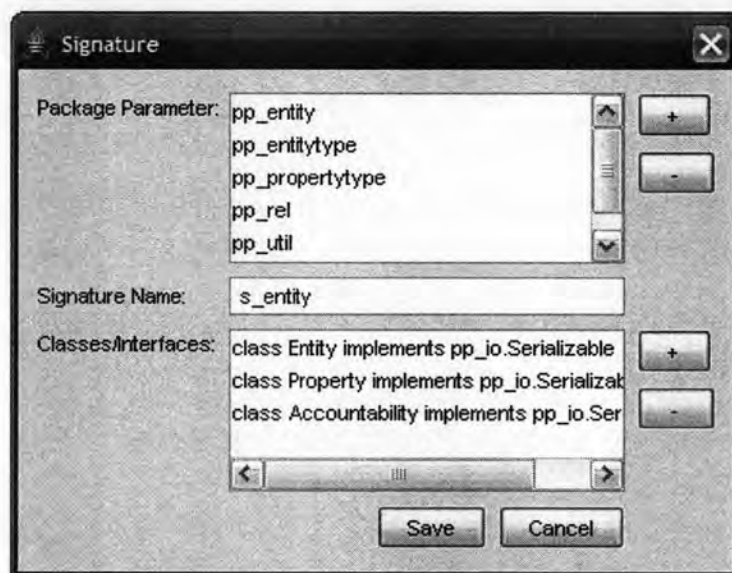 Signature
Package Parameter:
pp_entity
pp_entitytype
pp_propertytype
pp_rel
pp_util
+
-
Signature Name:
s_entity
Classes/Interfaces:
class Entity implements pp_io.Serializable
class Property implements pp_io.Serializab
class Accountability implements pp_io.Ser
+
-
Save
Cancel